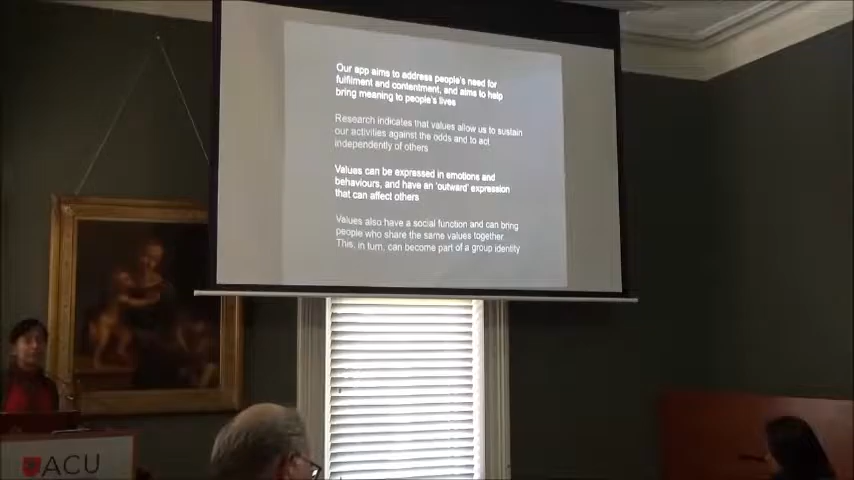 Our app aims to address people's need for
fulfilment and contentment, and aims to help
bring meaning to people's lives
Research indicates that values allow us to sustain
our activities against the odds and to act
independently of others
Values can be expressed in emotions and
behaviours, and have an 'outward' expression
that can affect others
Values also have a social function and can bring
people who share the same values together
This, in turn, can become part of a group identity
ACU